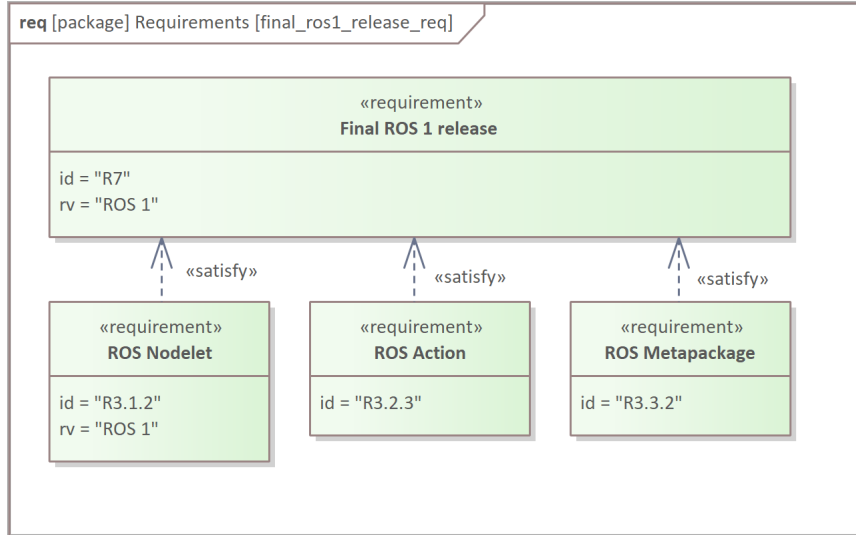 req [package] Requirements [final_ros1_release_req]
«requirement»
Final ROS 1 release
id = "R7"
rv = "ROS 1"
«satisfy»
«satisfy»
«satisfy»
«requirement»
ROS Nodelet
id = "R3.1.2"
rv = "ROS 1"
«requirement»
ROS Action
id = "R3.2.3"
«requirement»
ROS Metapackage
id = "R3.3.2"